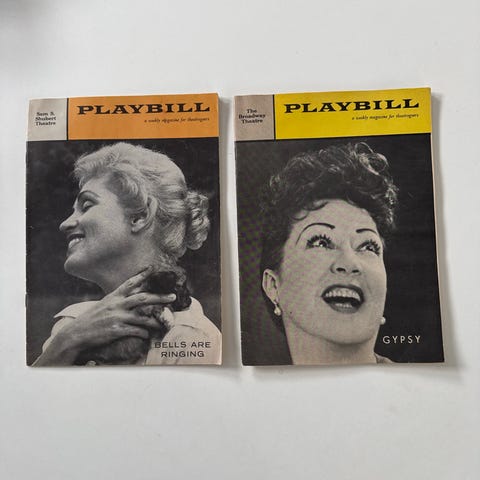 Sam S.
Shubert
Theatre
PLAYBILL
a weekly magazine for theatregoers
BELLS ARE
RINGING
The
Broadway
Theatre
PLAYBILL
a weekly magazine for theatregoers
GYPSY